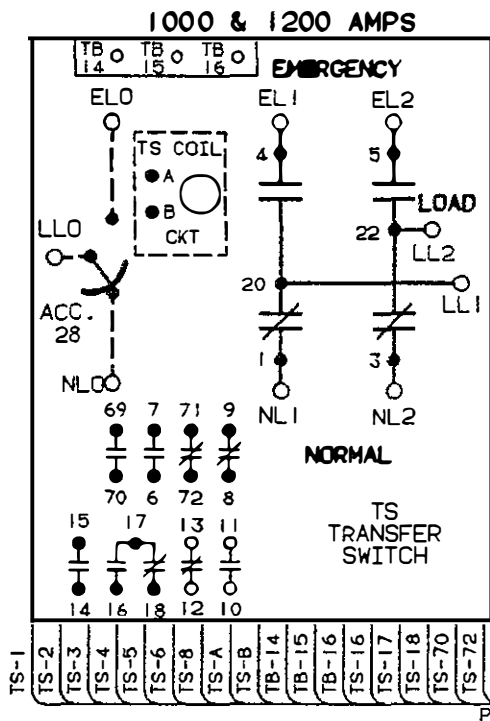 1000 & 1200 AMPS
TB 14 TB 15 TB 16
EMERGENCY
EL0 EL1 EL2
TS COIL
4 5
A
B
CKT
LOAD
LL0
22
LL2
20
LL1
ACC. 28
1 3
NL0 NL1 NL2
69 7 71 9
NORMAL
70 6 72 8
15 17 13 11
TS
TRANSFER
SWITCH
14 16 18 12 10
TS-1
TS-2
TS-3
TS-4
TS-5
TS-6
TS-8
TS-A
TS-B
TB-14
TB-15
TB-16
TS-16
TS-17
TS-18
TS-70
TS-72
P